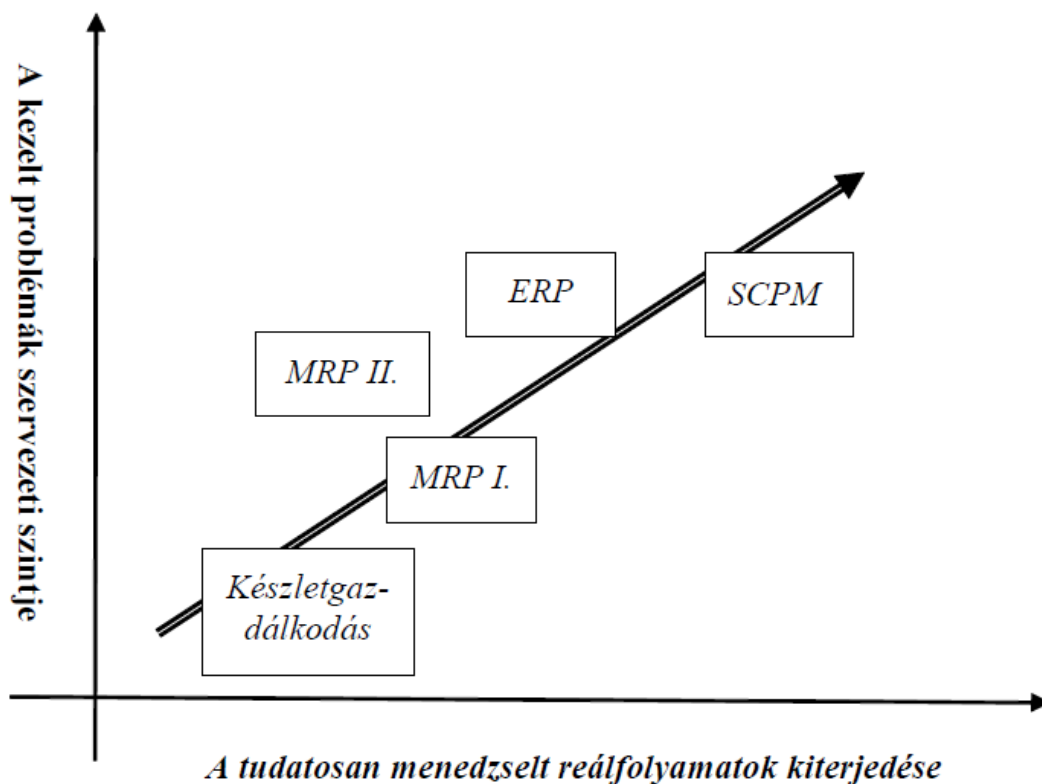 A kezelt problémák szervezeti szintje
ERP
SCPM
MRP II.
MRP I.
Készletgaz-
dálkodás
A tudatosan menedzselt reálfolyamatok kiterjedése